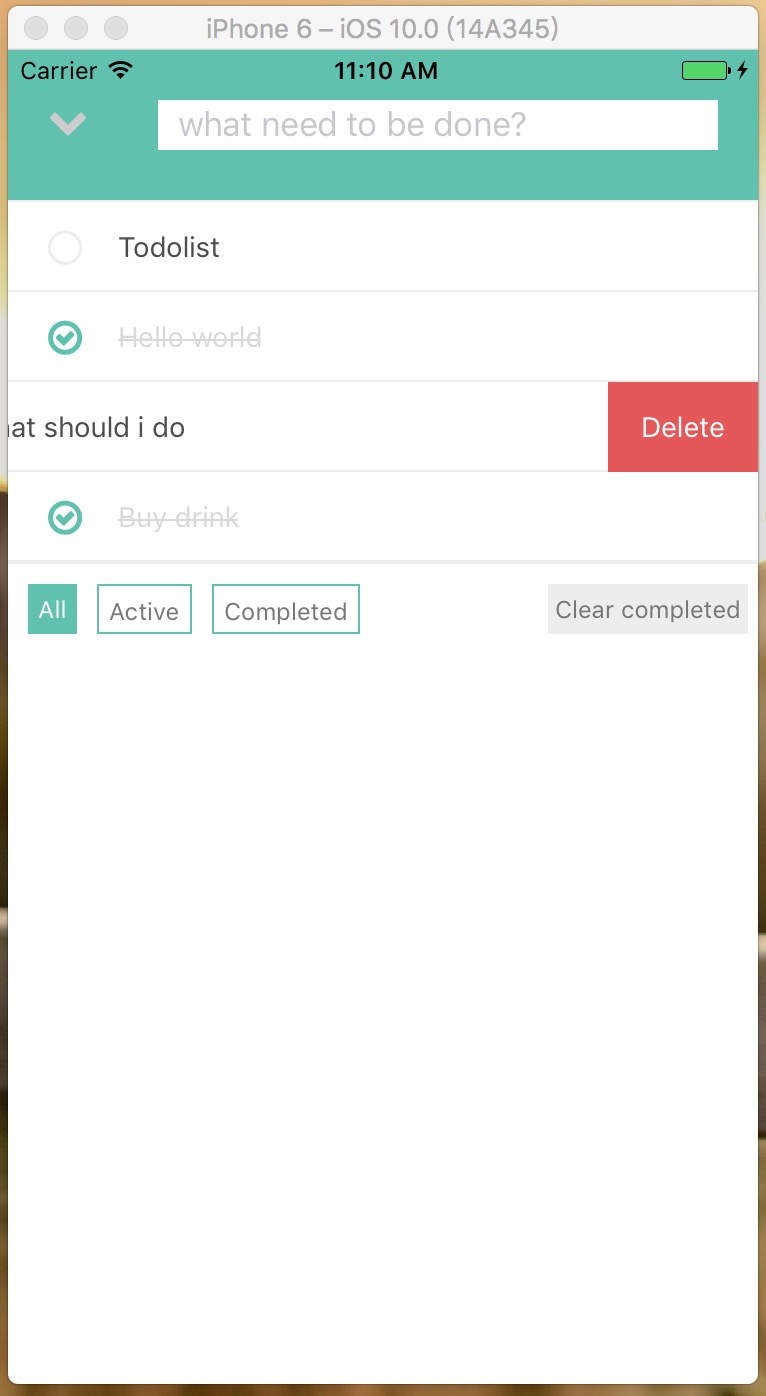 iPhone 6 – iOS 10.0 (14A345)
Carrier 11:10 AM
what need to be done?
Todolist
Hello world
at should i do Delete
Buy drink
All Active Completed Clear completed